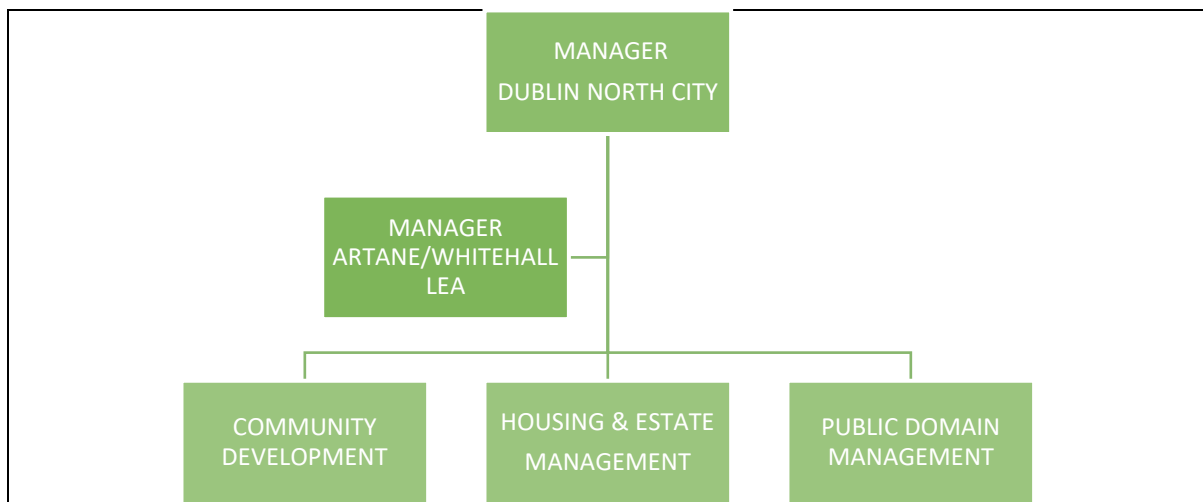 MANAGER
DUBLIN NORTH CITY
MANAGER
ARTANE/WHITEHALL
LEA
COMMUNITY
DEVELOPMENT
HOUSING & ESTATE
MANAGEMENT
PUBLIC DOMAIN
MANAGEMENT